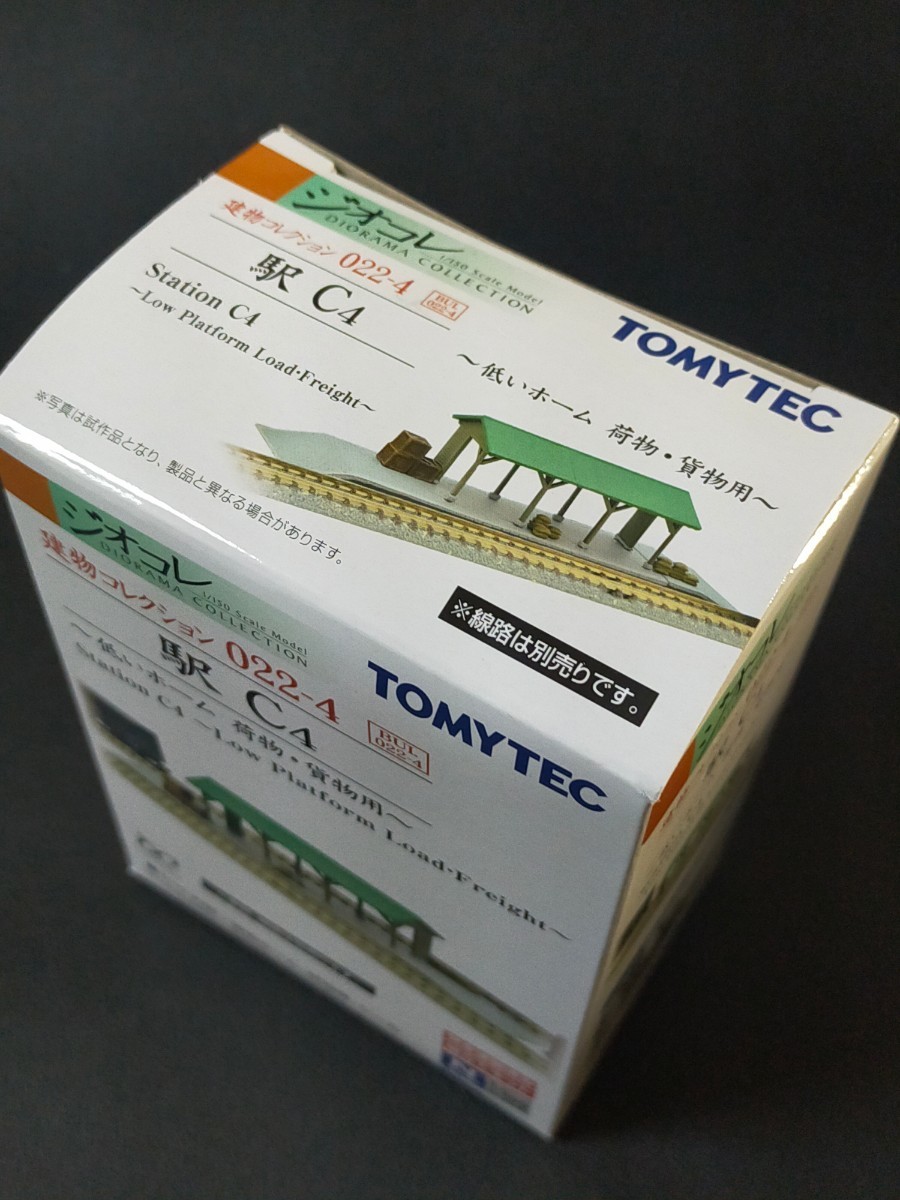 ジオコレ
DIORAMA COLLECTION
1/150 Scale Model
建物コレクション 022-4
BUL
022-4
駅 C4
Station C4
~Low Platform Load·Freight~
TOMYTEC
~低いホーム 荷物・貨物用~
※写真は試作品となり、製品と異なる場合があります。
※線路は別売りです。
ジオコレ
DIORAMA COLLECTION
1/150 Scale Model
建物コレクション 022-4
BUL
022-4
駅 C4
~低いホーム 荷物・貨物用~
Station C4 ~Low Platform Load·Freight~
TOMYTEC
ジオコレ